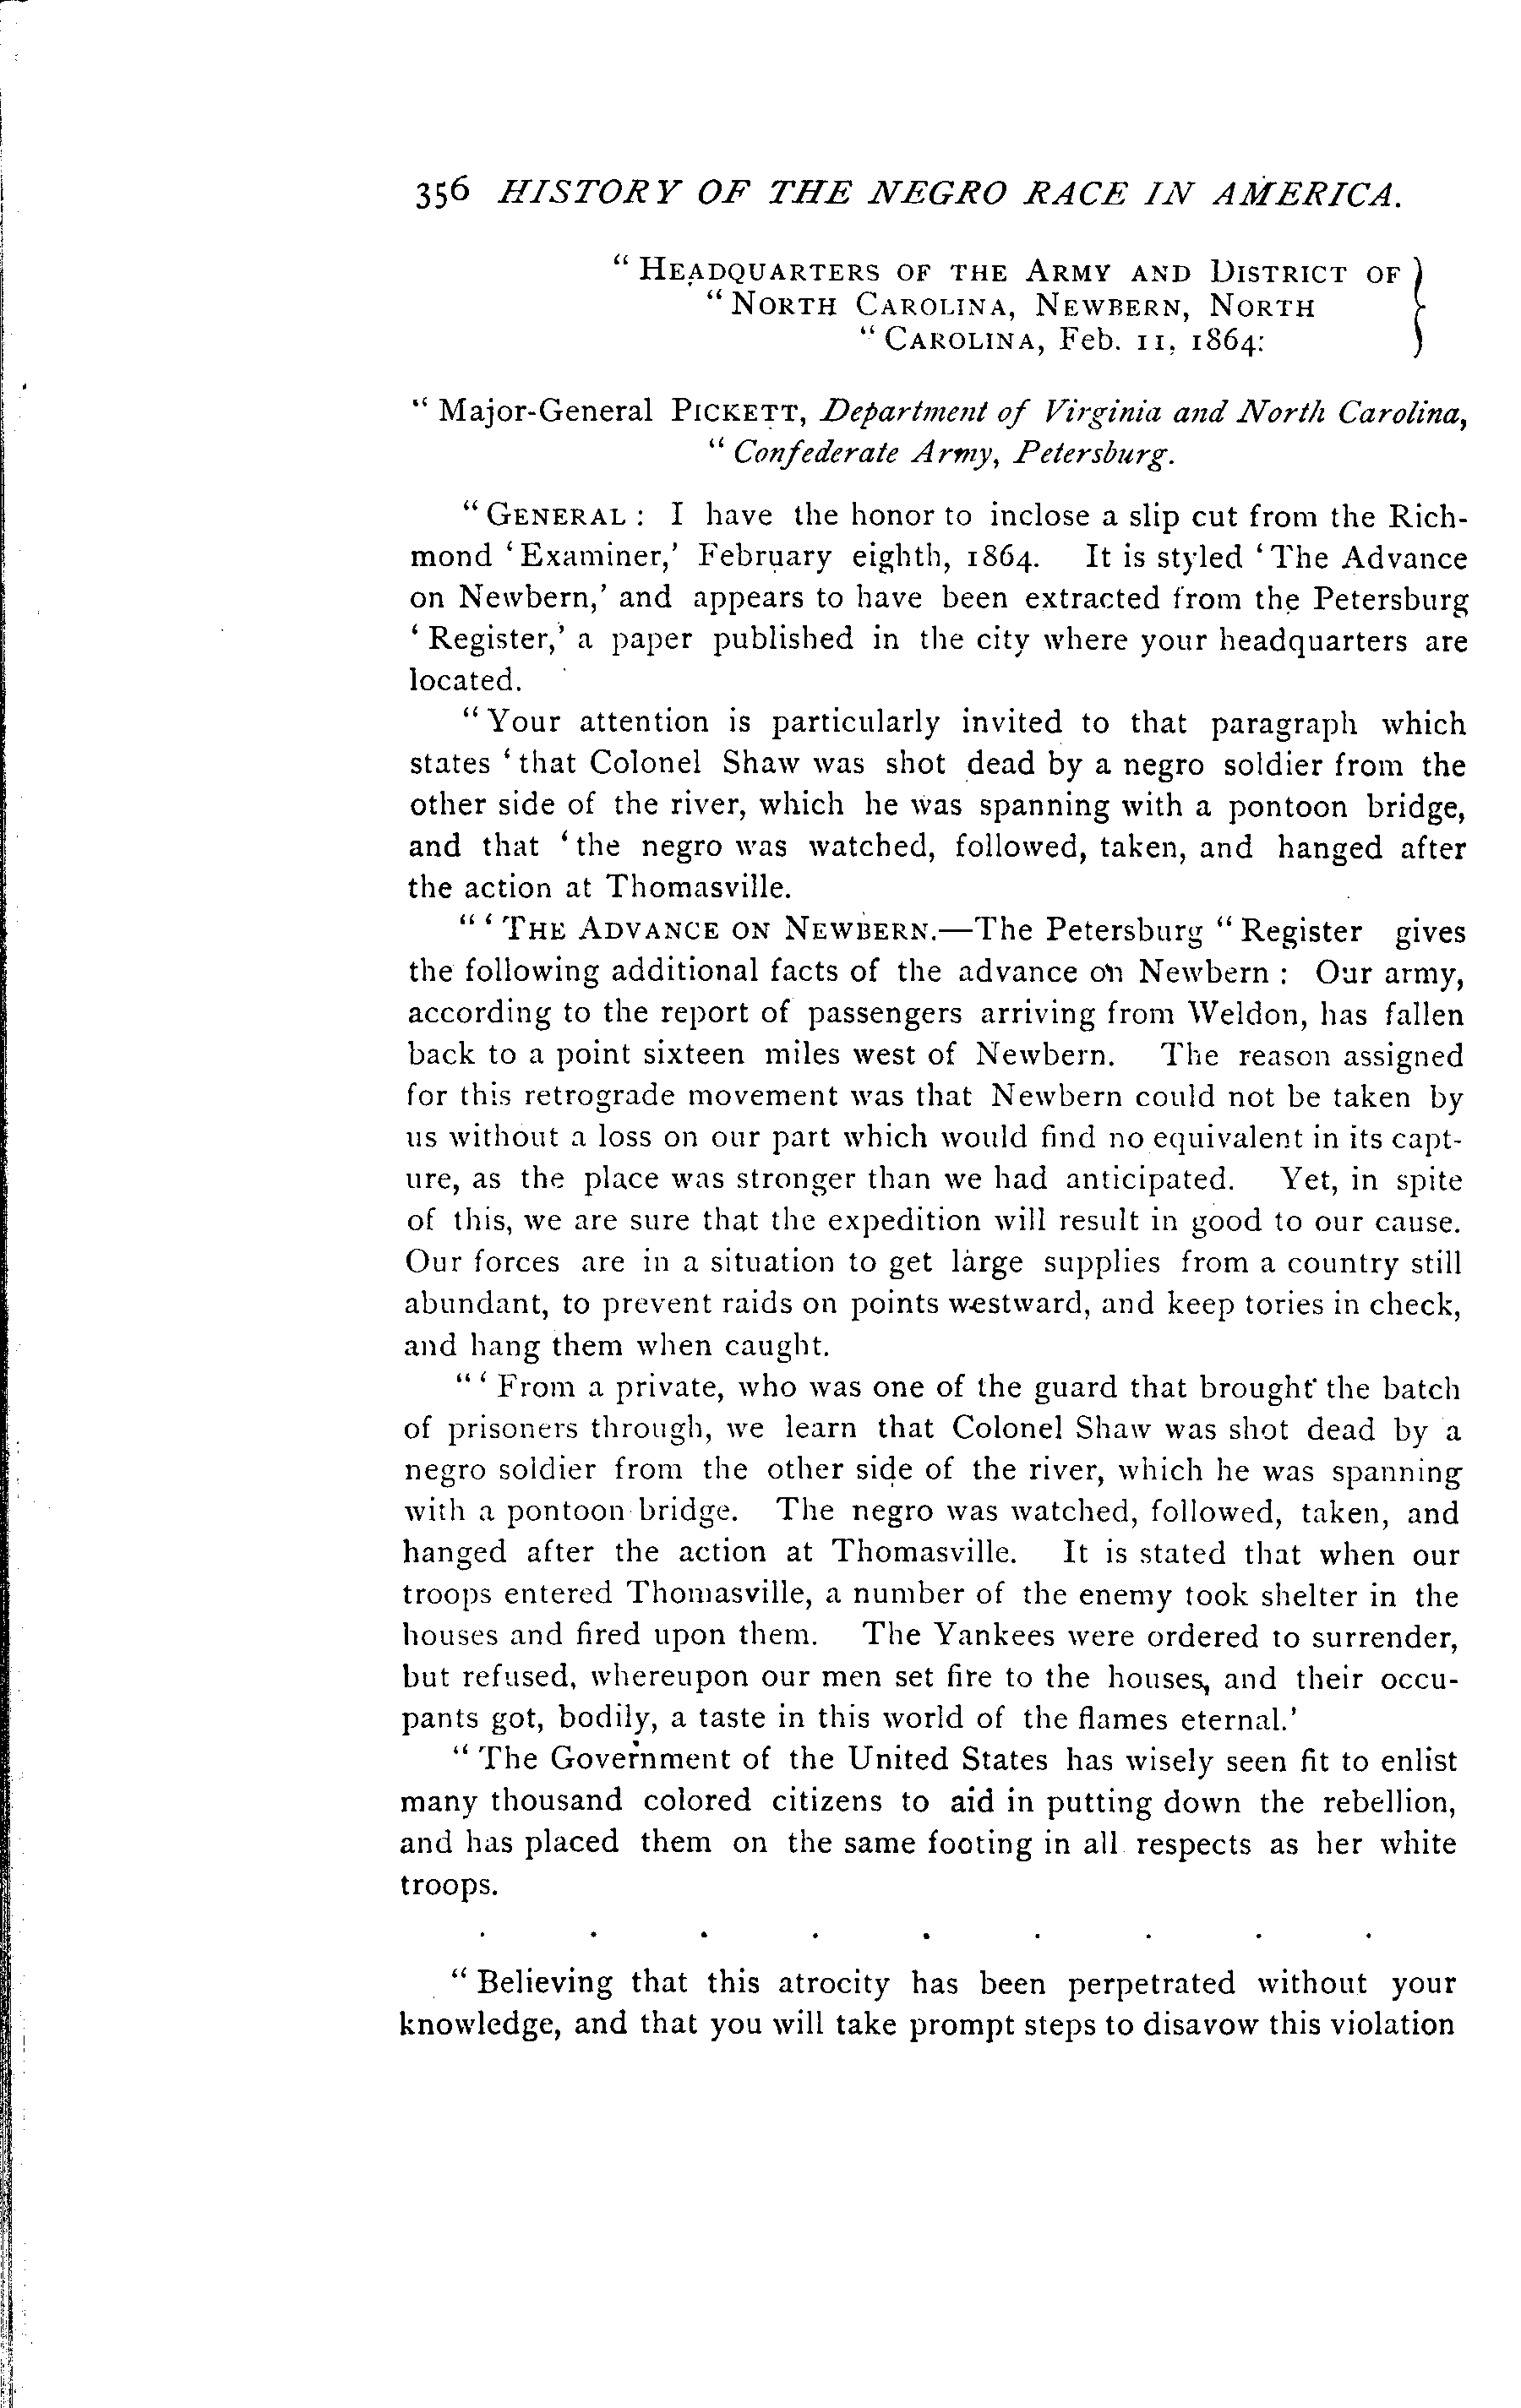 356 HISTORY OF THE NEGRO RACE IN AMERICA.
“ HEADQUARTERS OF THE ARMY AND DISTRICT OF
“ NORTH CAROLINA, NEWBERN, NORTH
“ CAROLINA, Feb. 11, 1864:
“ Major-General PICKETT, Department of Virginia and North Carolina,
“ Confederate Army, Petersburg.
“ GENERAL : I have the honor to inclose a slip cut from the Rich-
mond ‘ Examiner,’ February eighth, 1864. It is styled ‘ The Advance
on Newbern,’ and appears to have been extracted from the Petersburg
‘ Register,’ a paper published in the city where your headquarters are
located.
“ Your attention is particularly invited to that paragraph which
states ‘ that Colonel Shaw was shot dead by a negro soldier from the
other side of the river, which he was spanning with a pontoon bridge,
and that ‘ the negro was watched, followed, taken, and hanged after
the action at Thomasville.
“ ‘ THE ADVANCE ON NEWBERN.—The Petersburg “ Register gives
the following additional facts of the advance on Newbern : Our army,
according to the report of passengers arriving from Weldon, has fallen
back to a point sixteen miles west of Newbern. The reason assigned
for this retrograde movement was that Newbern could not be taken by
us without a loss on our part which would find no equivalent in its capt-
ure, as the place was stronger than we had anticipated. Yet, in spite
of this, we are sure that the expedition will result in good to our cause.
Our forces are in a situation to get large supplies from a country still
abundant, to prevent raids on points westward, and keep tories in check,
and hang them when caught.
“ ‘ From a private, who was one of the guard that brought the batch
of prisoners through, we learn that Colonel Shaw was shot dead by a
negro soldier from the other side of the river, which he was spanning
with a pontoon bridge. The negro was watched, followed, taken, and
hanged after the action at Thomasville. It is stated that when our
troops entered Thomasville, a number of the enemy took shelter in the
houses and fired upon them. The Yankees were ordered to surrender,
but refused, whereupon our men set fire to the houses, and their occu-
pants got, bodily, a taste in this world of the flames eternal.’
“ The Government of the United States has wisely seen fit to enlist
many thousand colored citizens to aid in putting down the rebellion,
and has placed them on the same footing in all respects as her white
troops.
. . . . . . . . .
“ Believing that this atrocity has been perpetrated without your
knowledge, and that you will take prompt steps to disavow this violation